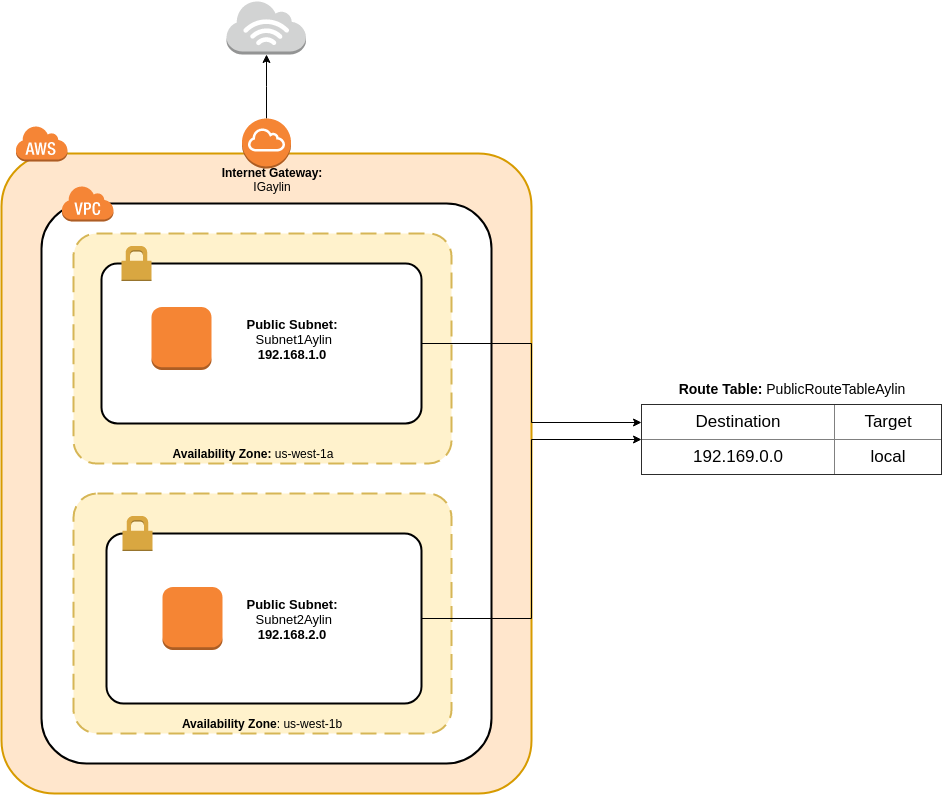 AWS
Internet Gateway:
IGaylin
VPC
Public Subnet:
Subnet1Aylin
192.168.1.0
Availability Zone: us-west-1a
Route Table: PublicRouteTableAylin
Destination Target
192.169.0.0 local
Public Subnet:
Subnet2Aylin
192.168.2.0
Availability Zone: us-west-1b